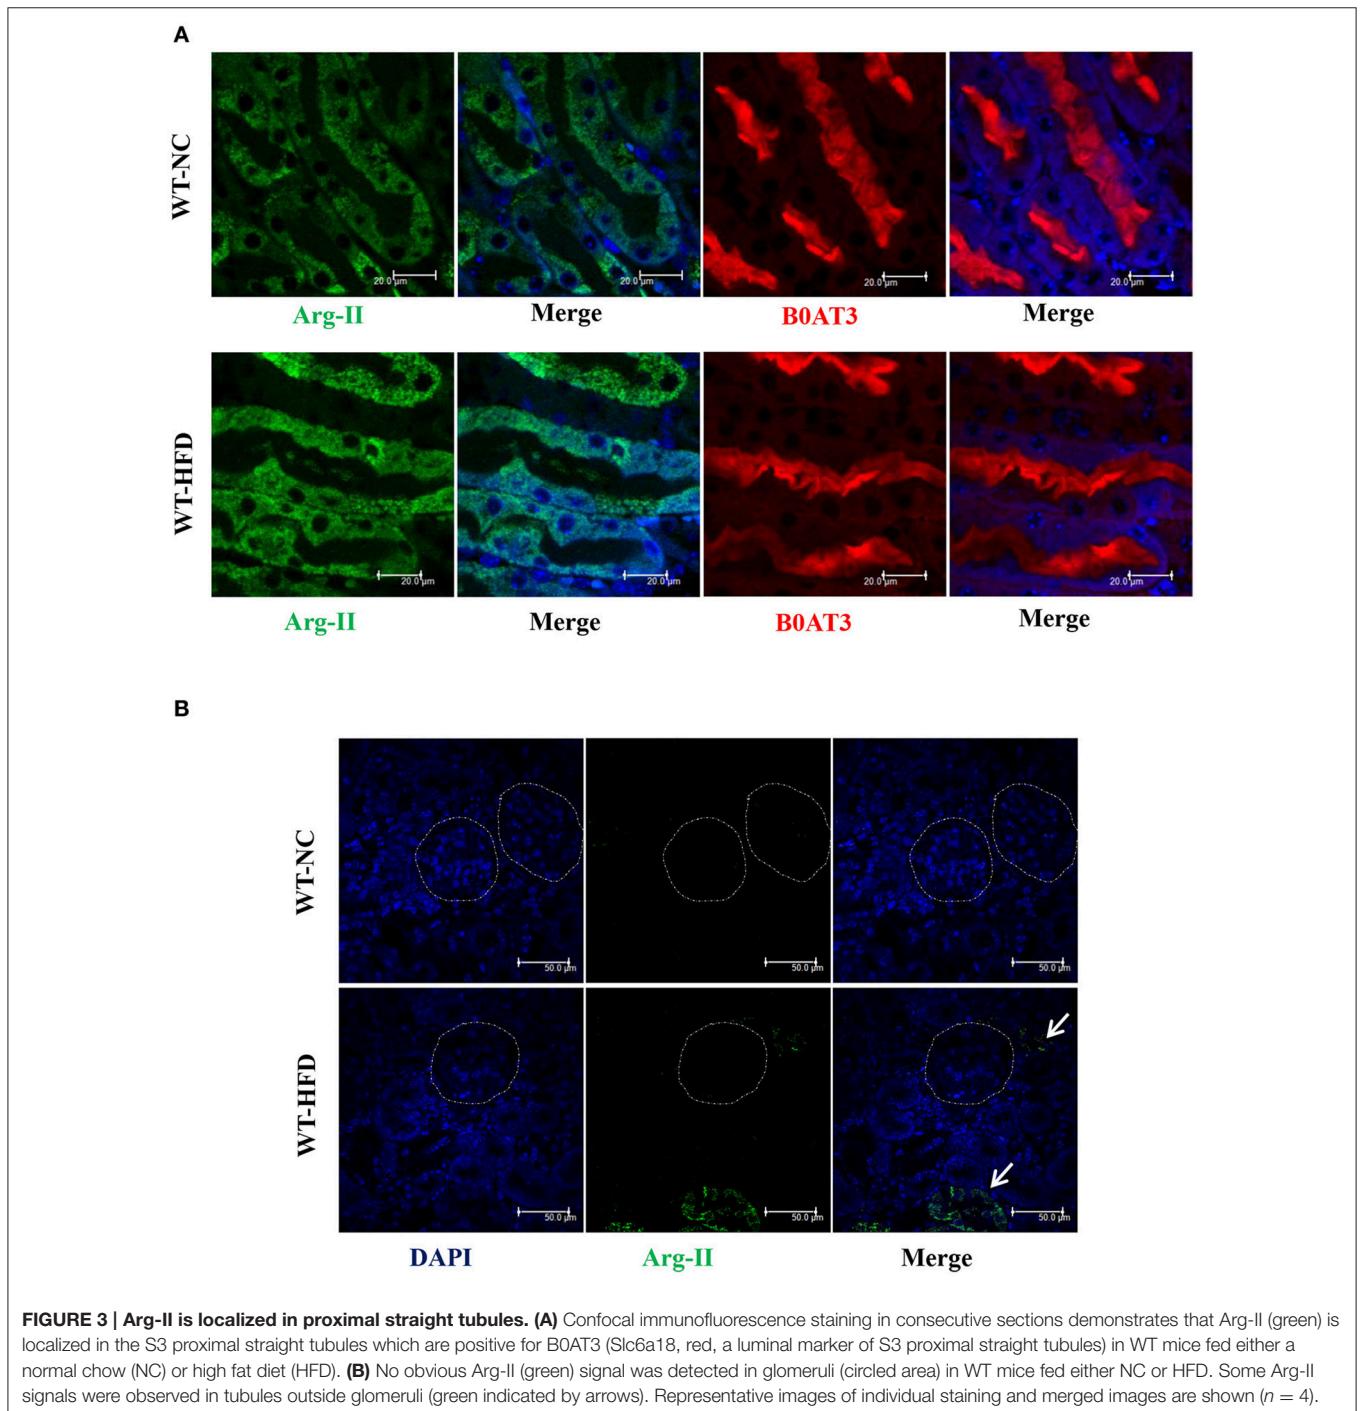 A
WT-NC
20.0 µm
20.0 µm
20.0 µm
20.0 µm
Arg-II
Merge
B0AT3
Merge
WT-HFD
20.0 µm
20.0 µm
20.0 µm
20.0 µm
Arg-II
Merge
B0AT3
Merge
B
WT-NC
50.0 µm
50.0 µm
50.0 µm
WT-HFD
50.0 µm
50.0 µm
50.0 µm
DAPI
Arg-II
Merge
FIGURE 3 | Arg-II is localized in proximal straight tubules. (A) Confocal immunofluorescence staining in consecutive sections demonstrates that Arg-II (green) is
localized in the S3 proximal straight tubules which are positive for B0AT3 (Slc6a18, red, a luminal marker of S3 proximal straight tubules) in WT mice fed either a
normal chow (NC) or high fat diet (HFD). (B) No obvious Arg-II (green) signal was detected in glomeruli (circled area) in WT mice fed either NC or HFD. Some Arg-II
signals were observed in tubules outside glomeruli (green indicated by arrows). Representative images of individual staining and merged images are shown (n = 4).